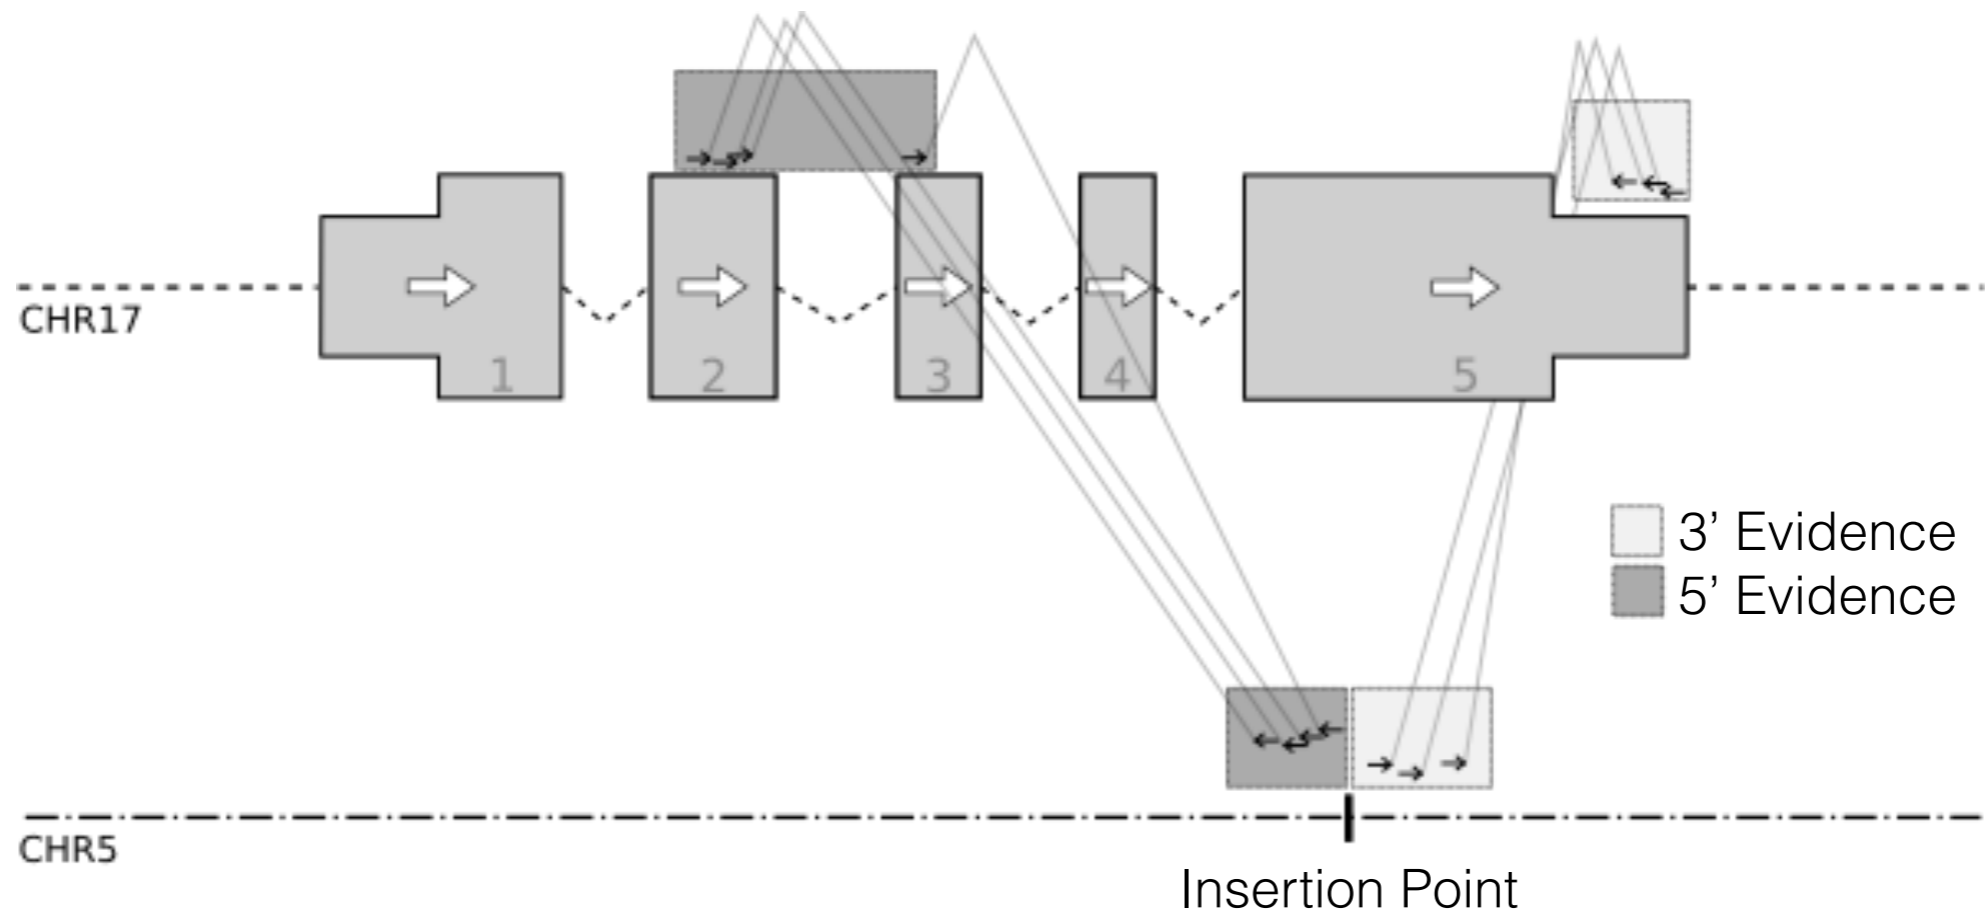 CHR17
1
2
3
4
5
3’ Evidence
5’ Evidence
CHR5
Insertion Point